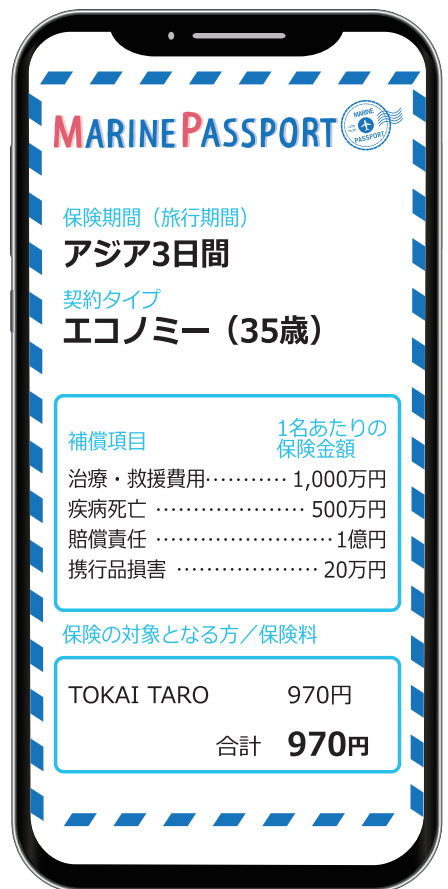 MARINE PASSPORT
MARINE
PASSPORT
保険期間（旅行期間）
アジア3日間
契約タイプ
エコノミー（35歳）
補償項目
1名あたりの
保険金額
治療・救援費用‥‥‥‥‥ 1,000万円
疾病死亡 ‥‥‥‥‥‥‥‥‥ 500万円
賠償責任 ‥‥‥‥‥‥‥‥‥‥‥ 1億円
携行品損害 ‥‥‥‥‥‥‥‥‥ 20万円
保険の対象となる方／保険料
TOKAI TARO 970円
合計 970円